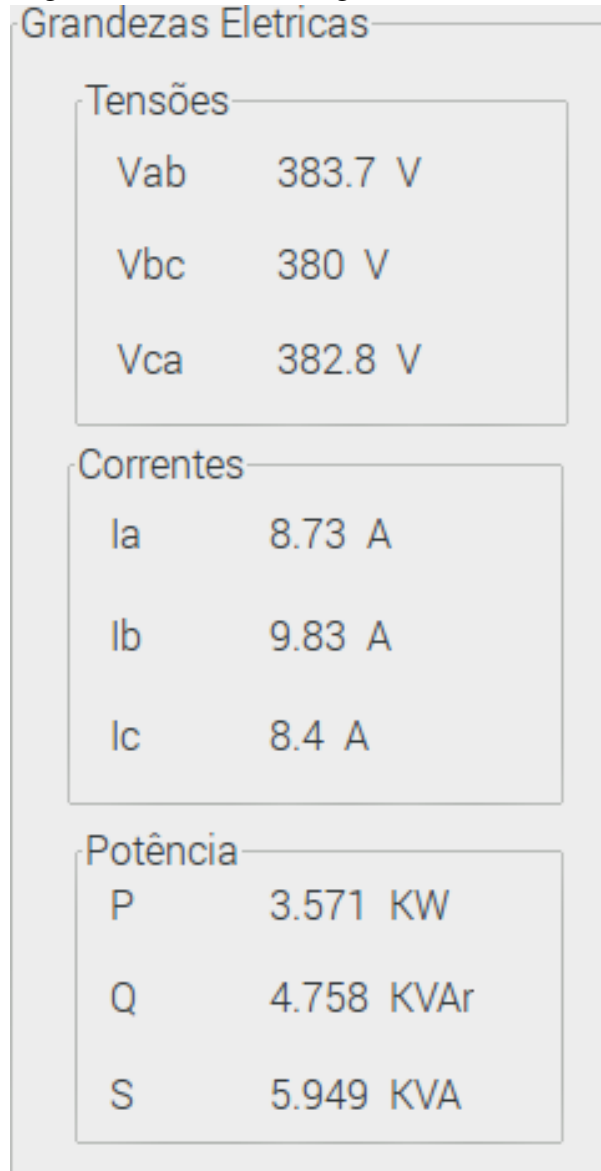 Grandezas Eletricas
Tensões
Vab 383.7 V
Vbc 380 V
Vca 382.8 V
Correntes
Ia 8.73 A
Ib 9.83 A
Ic 8.4 A
Potência
P 3.571 KW
Q 4.758 KVAr
S 5.949 KVA